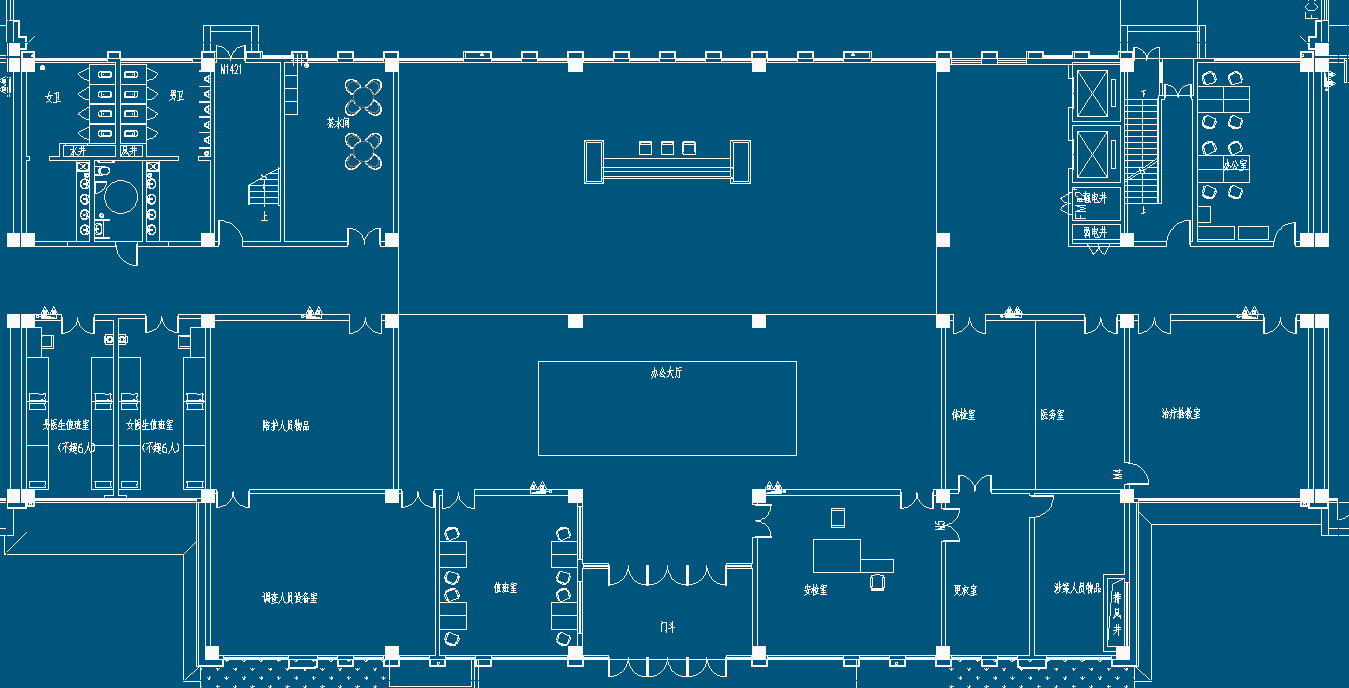 M1421
女卫
男卫
茶水间
水井
风井
上
下
上
办公室
强电井
弱电井
办公大厅
男医生值班室
(不超6人)
女医生值班室
(不超6人)
陪护人员物品
体检室
医务室
治疗抢救室
M4
M5
调查人员设备室
值班室
门斗
安检室
更衣室
涉案人员物品
排风井